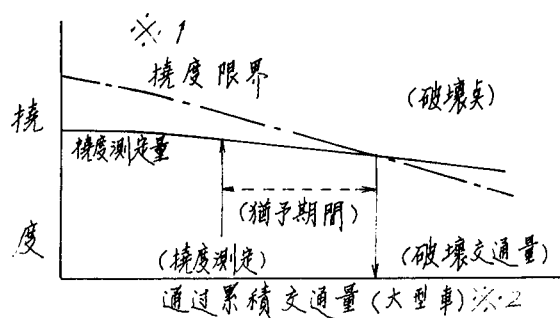 ※1
撓度限界
(破壊点)
撓度測定量
撓
度
(猶予期間)
(撓度測定)
(破壊交通量)
通过累積交通量(大型車)※2